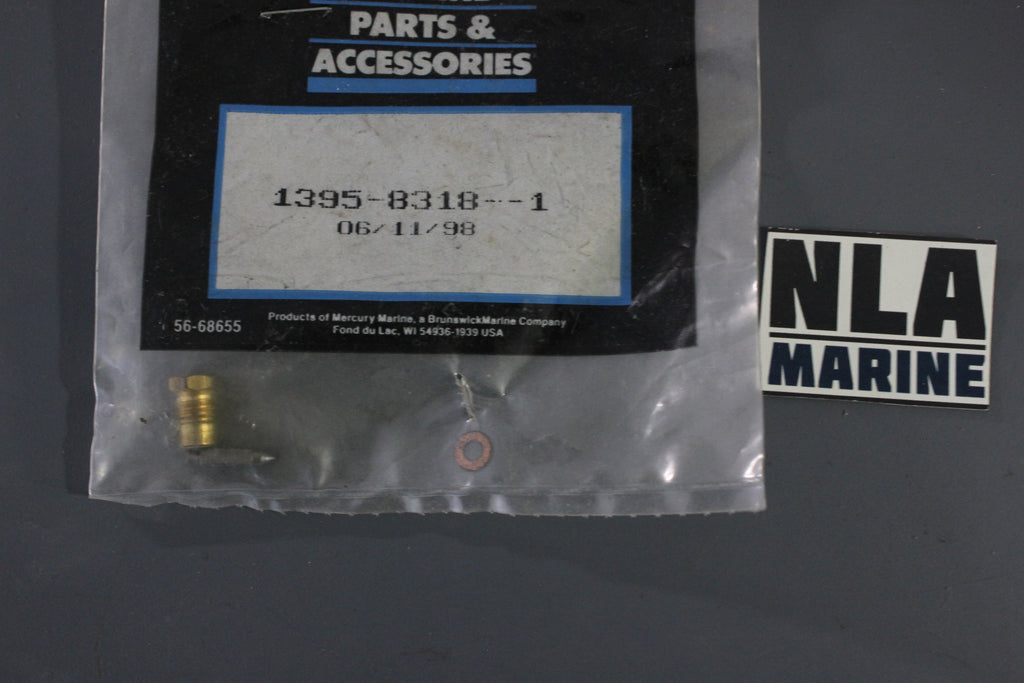 PARTS &
ACCESSORIES
1395-8318--1
06/11/98
56-68655
Products of Mercury Marine, a BrunswickMarine Company
Fond du Lac, WI 54936-1939 USA
NLA
MARINE